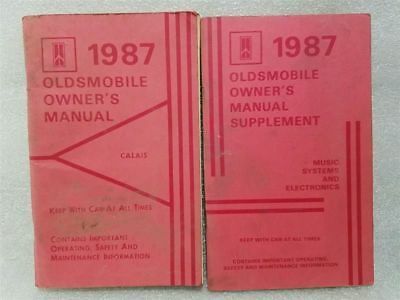 1987
OLDSMOBILE
OWNER'S
MANUAL
CALAIS
KEEP WITH CAR AT ALL TIMES
CONTAINS IMPORTANT
OPERATING, SAFETY AND
MAINTENANCE INFORMATION
1987
OLDSMOBILE
OWNER'S
MANUAL
SUPPLEMENT
MUSIC
SYSTEMS
AND
ELECTRONICS
KEEP WITH CAR AT ALL TIMES
CONTAINS IMPORTANT OPERATING,
SAFETY AND MAINTENANCE INFORMATION